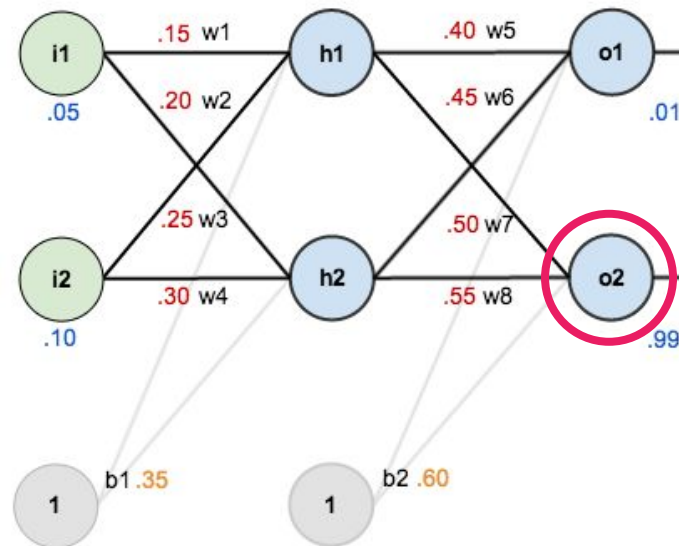 i1 .15 w1 h1 .40 w5 o1
.05 .20 w2 .45 w6 .01
.25 w3 .50 w7
i2 .30 w4 h2 .55 w8 o2
.10 .99
b1 .35 b2 .60
1 1